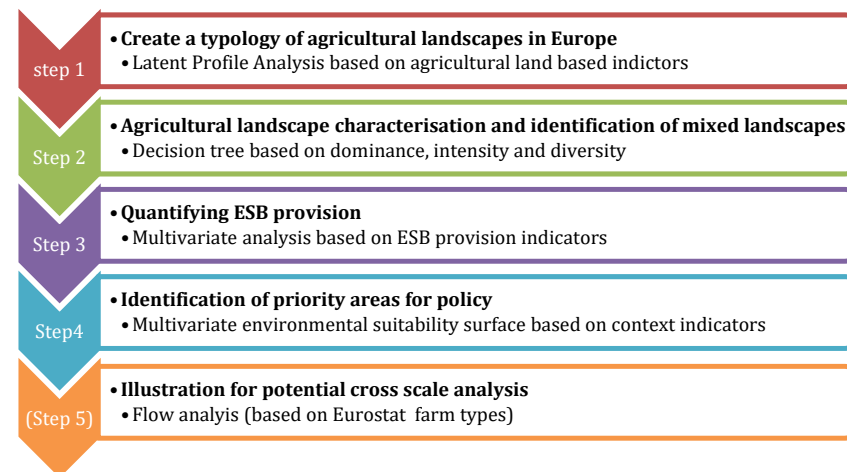 step 1
•Create a typology of agricultural landscapes in Europe
•Latent Profile Analysis based on agricultural land based indictors
Step 2
•Agricultural landscape characterisation and identification of mixed landscapes
•Decision tree based on dominance, intensity and diversity
Step 3
•Quantifying ESB provision
•Multivariate analysis based on ESB provision indicators
Step4
•Identification of priority areas for policy
•Multivariate environmental suitability surface based on context indicators
(Step 5)
•Illustration for potential cross scale analysis
•Flow analyis (based on Eurostat farm types)